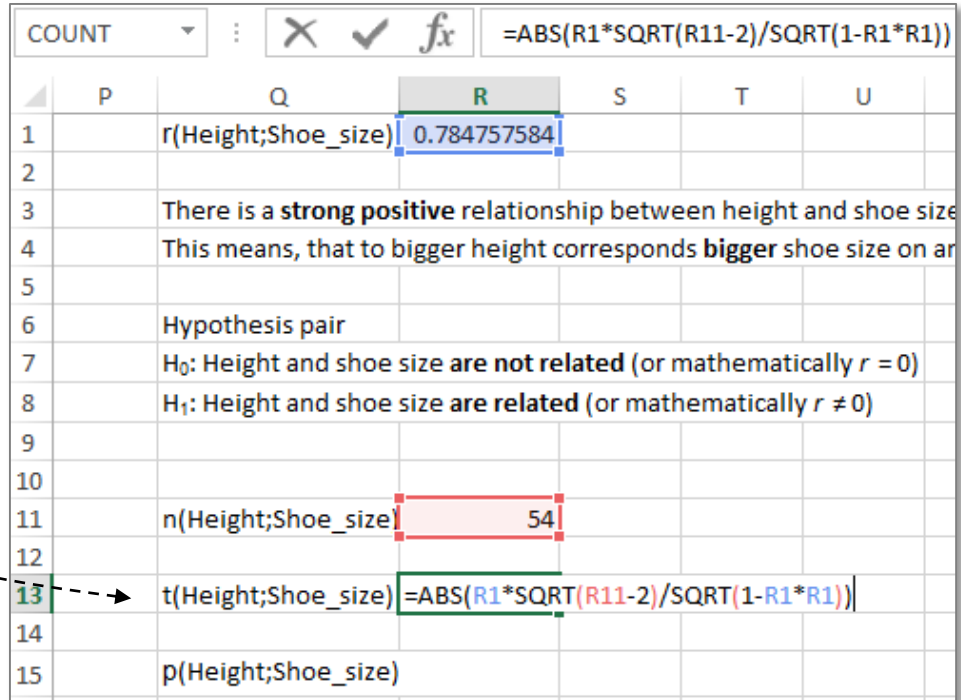 COUNT =ABS(R1*SQRT(R11-2)/SQRT(1-R1*R1))
P Q R S T U
1 r(Height;Shoe_size) 0.784757584
2
3 There is a strong positive relationship between height and shoe size
4 This means, that to bigger height corresponds bigger shoe size on
5
6 Hypothesis pair
7 H₀: Height and shoe size are not related (or mathematically r = 0)
8 H₁: Height and shoe size are related (or mathematically r ≠ 0)
9
10
11 n(Height;Shoe_size) 54
12
13 t(Height;Shoe_size) =ABS(R1*SQRT(R11-2)/SQRT(1-R1*R1))
14
15 p(Height;Shoe_size)